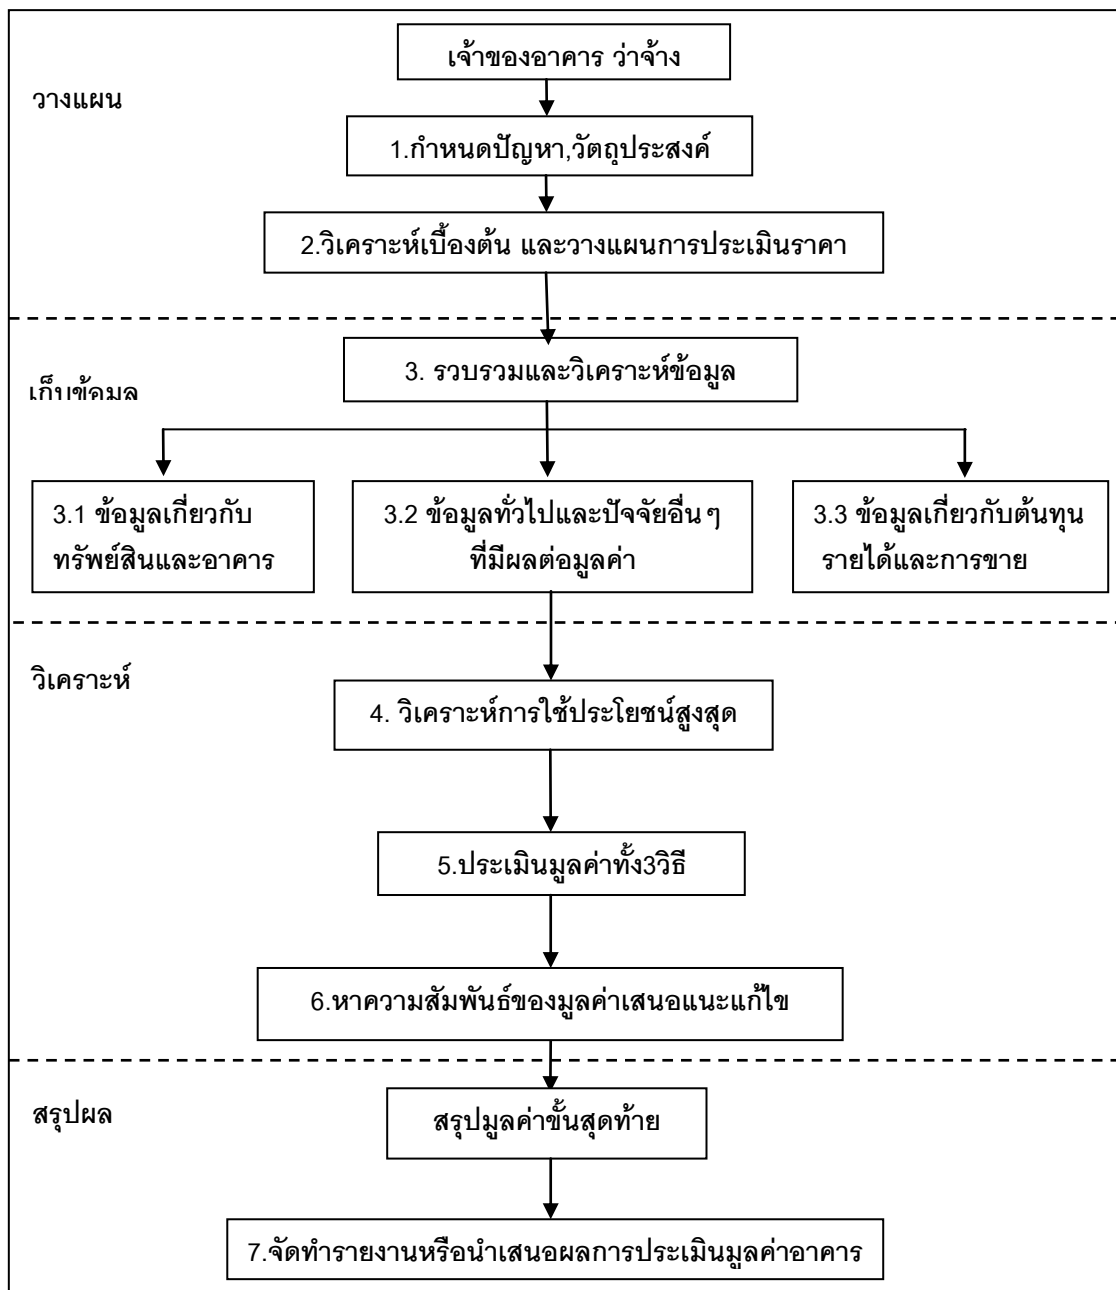 เจ้าของอาคาร ว่าจ้าง
วางแผน
1.กำหนดปัญหา,วัตถุประสงค์
2.วิเคราะห์เบื้องต้น และวางแผนการประเมินราคา
3. รวบรวมและวิเคราะห์ข้อมูล
เก็บข้อมูล
3.1 ข้อมูลเกี่ยวกับ
ทรัพย์สินและอาคาร
3.2 ข้อมูลทั่วไปและปัจจัยอื่นๆ
ที่มีผลต่อมูลค่า
3.3 ข้อมูลเกี่ยวกับต้นทุน
รายได้และการขาย
วิเคราะห์
4. วิเคราะห์การใช้ประโยชน์สูงสุด
5.ประเมินมูลค่าทั้ง3วิธี
6.หาความสัมพันธ์ของมูลค่าเสนอแนะแก้ไข
สรุปผล
สรุปมูลค่าขั้นสุดท้าย
7.จัดทำรายงานหรือนำเสนอผลการประเมินมูลค่าอาคาร